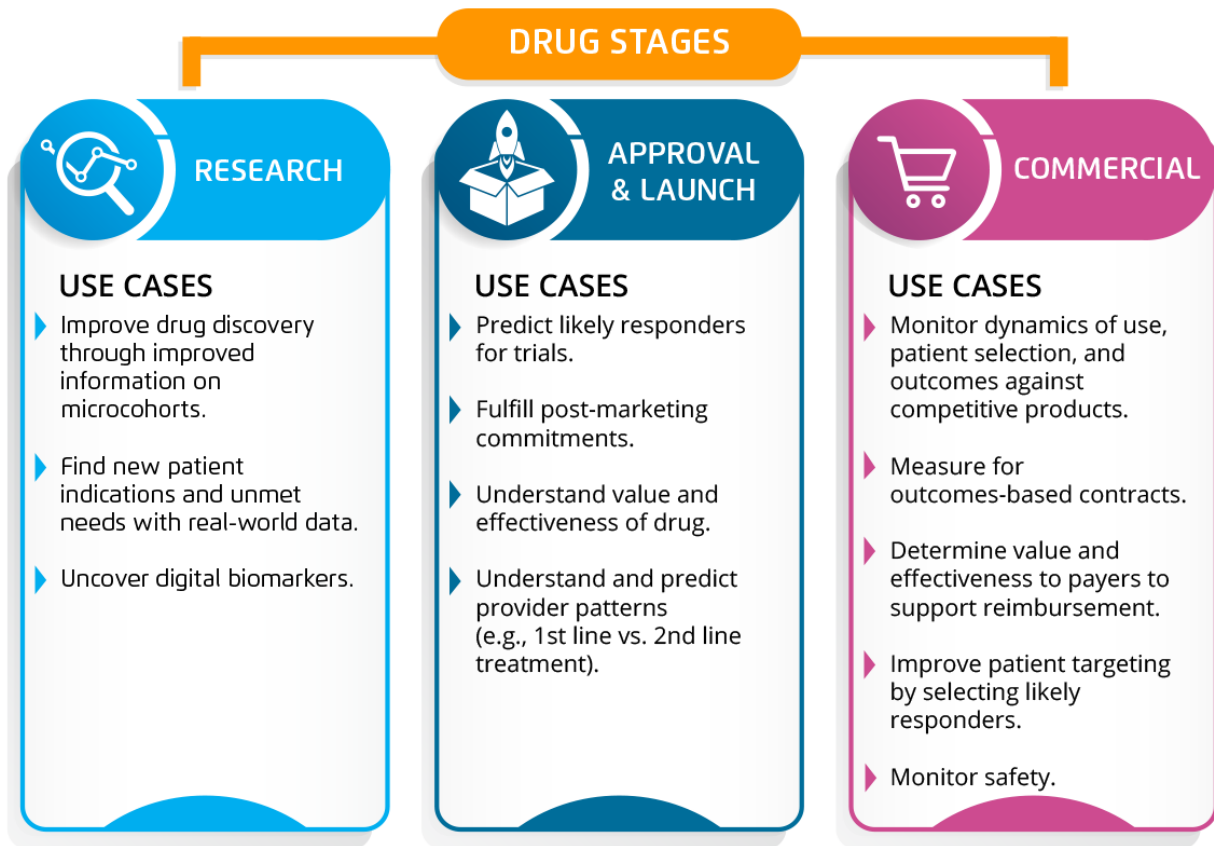 DRUG STAGES
RESEARCH
USE CASES
Improve drug discovery
through improved
information on
microcohorts.
Find new patient
indications and unmet
needs with real-world data.
Uncover digital biomarkers.
APPROVAL
& LAUNCH
USE CASES
Predict likely responders
for trials.
Fulfill post-marketing
commitments.
Understand value and
effectiveness of drug.
Understand and predict
provider patterns
(e.g., 1st line vs. 2nd line
treatment).
COMMERCIAL
USE CASES
Monitor dynamics of use,
patient selection, and
outcomes against
competitive products.
Measure for
outcomes-based contracts.
Determine value and
effectiveness to payers to
support reimbursement.
Improve patient targeting
by selecting likely
responders.
Monitor safety.